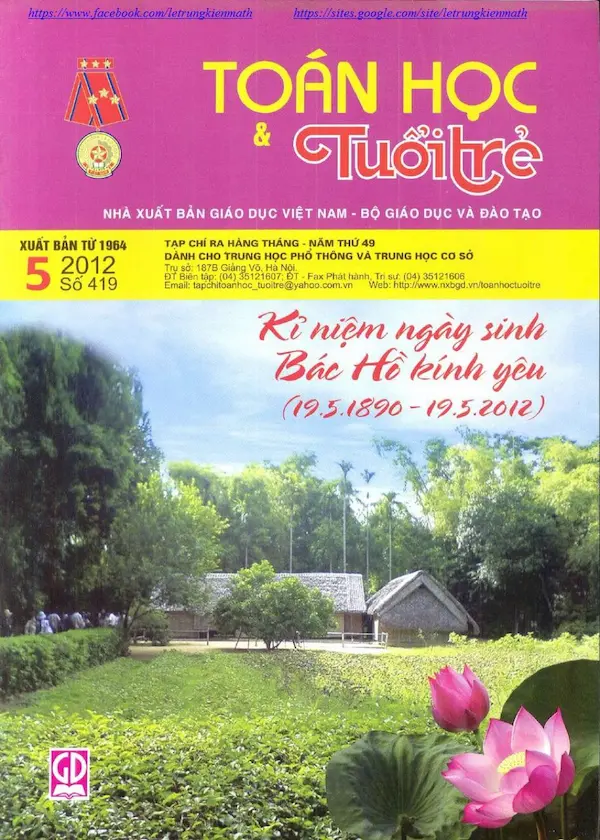 https://www.facebook.com/letrungkienmath https://sites.google.com/site/letrungkienmath
TOÁN HỌC
& Tuổi trẻ
NHÀ XUẤT BẢN GIÁO DỤC VIỆT NAM - BỘ GIÁO DỤC VÀ ĐÀO TẠO
XUẤT BẢN TỪ 1964
5 2012
Số 419
TẠP CHÍ RA HÀNG THÁNG - NĂM THỨ 49
DÀNH CHO TRUNG HỌC PHỔ THÔNG VÀ TRUNG HỌC CƠ SỞ
Trụ sở: 187B Giảng Võ, Hà Nội.
ĐT Biên tập: (04) 35121607; ĐT - Fax Phát hành, Trị sự: (04) 35121606
Email: tapchitoanhoc_tuoitre@yahoo.com.vn Web: http://www.nxbgd.vn/toanhoctuoitre
Kỉ niệm ngày sinh
Bác Hồ kính yêu
(19.5.1890 - 19.5.2012)
GD